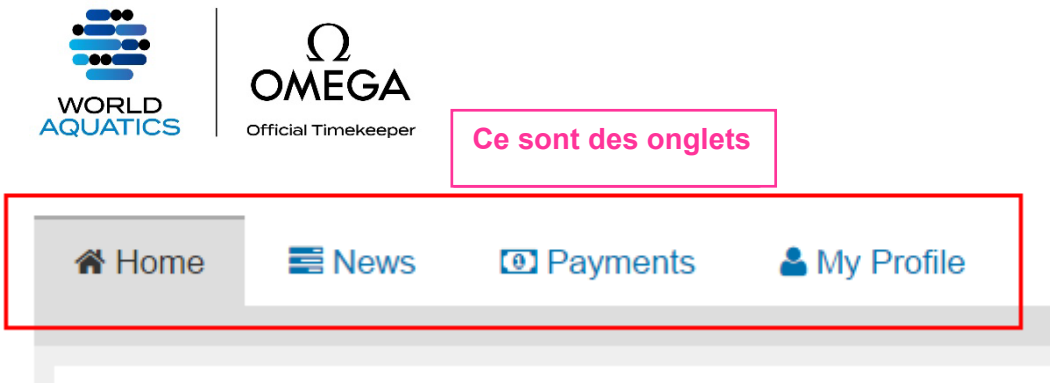 WORLD
AQUATICS
OMEGA
Official Timekeeper
Ce sont des onglets
Home News Payments My Profile